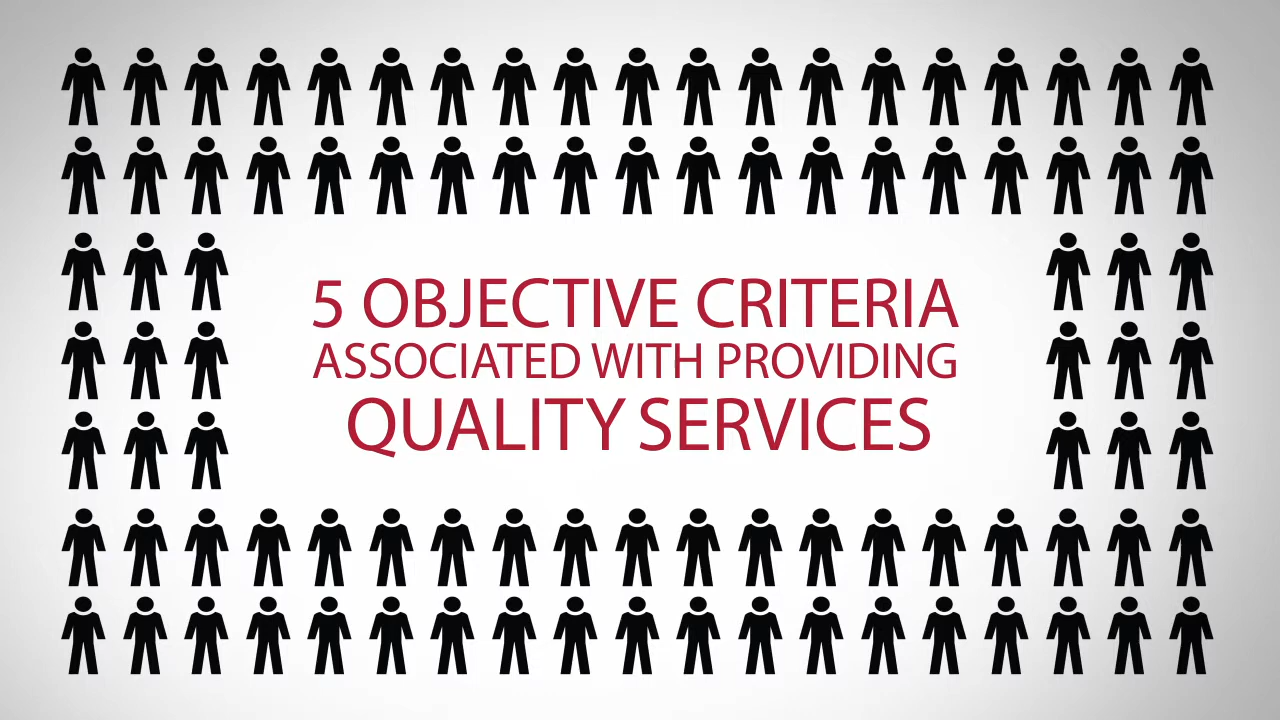 5 OBJECTIVE CRITERIA
ASSOCIATED WITH PROVIDING
QUALITY SERVICES